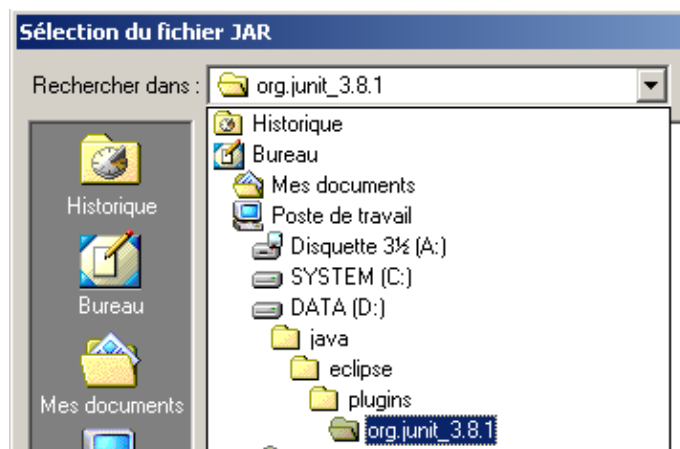 Sélection du fichier JAR
Rechercher dans : org.junit_3.8.1
Historique
Bureau
Mes documents
Poste de travail
Disquette 3½ (A:)
SYSTEM (C:)
DATA (D:)
java
eclipse
plugins
org.junit_3.8.1
Historique
Bureau
Mes documents